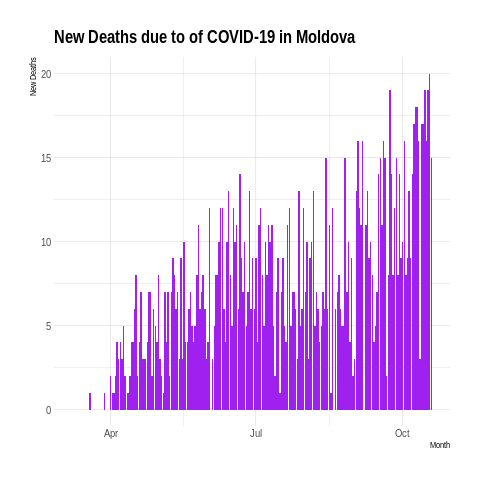 New Deaths due to of COVID-19 in Moldova
New Deaths
20
15
10
5
0
Apr
Jul
Oct
Month